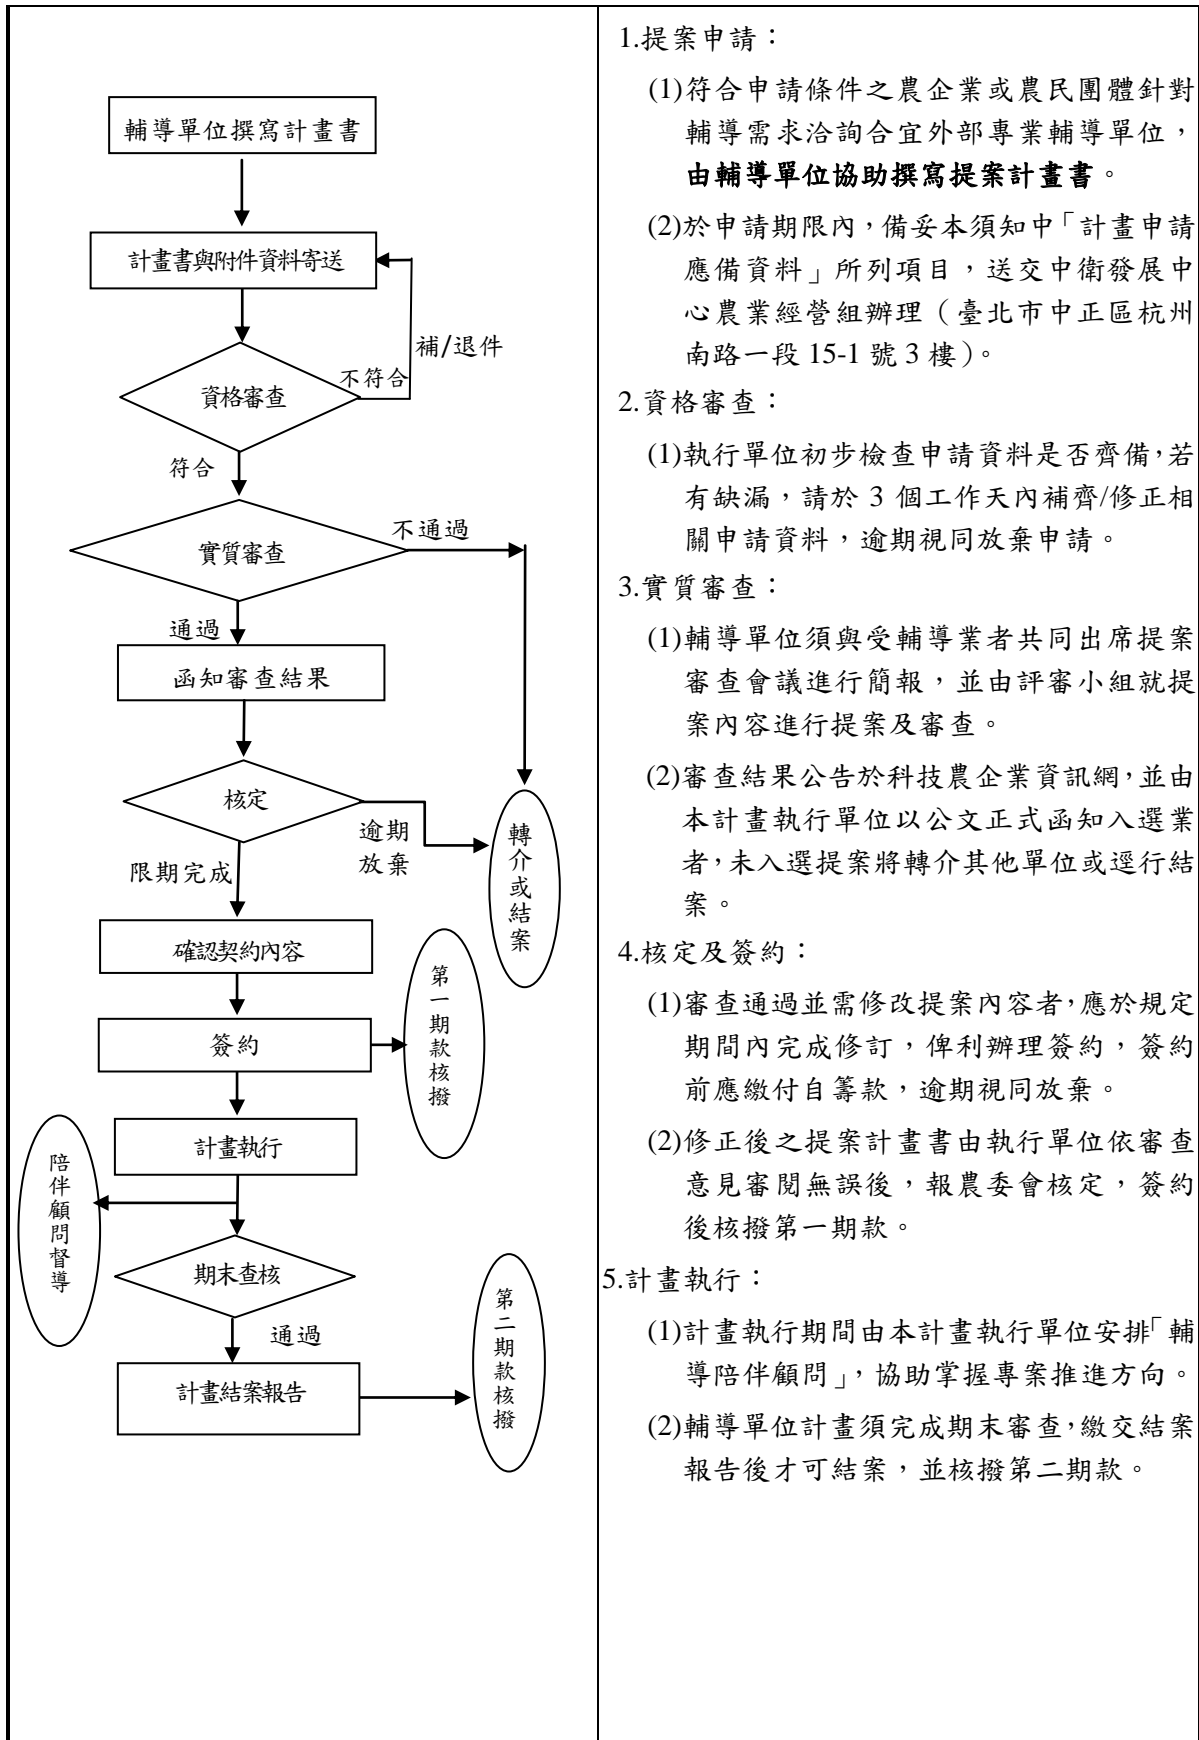 輔導單位撰寫計畫書
計畫書與附件資料寄送
補/退件
不符合
資格審查
符合
不通過
實質審查
通過
函知審查結果
核定
逾期
放棄
轉介或結案
限期完成
確認契約內容
第一期款核撥
簽約
計畫執行
陪伴顧問督導
期末查核
通過
第二期款核撥
計畫結案報告
1.提案申請：
(1)符合申請條件之農企業或農民團體針對
輔導需求洽詢合宜外部專業輔導單位，
由輔導單位協助撰寫提案計畫書。
(2)於申請期限內，備妥本須知中「計畫申請
應備資料」所列項目，送交中衛發展中
心農業經營組辦理（臺北市中正區杭州
南路一段 15-1 號 3 樓）。
2.資格審查：
(1)執行單位初步檢查申請資料是否齊備，若
有缺漏，請於 3 個工作天內補齊/修正相
關申請資料，逾期視同放棄申請。
3.實質審查：
(1)輔導單位須與受輔導業者共同出席提案
審查會議進行簡報，並由評審小組就提
案內容進行提案及審查。
(2)審查結果公告於科技農企業資訊網，並由
本計畫執行單位以公文正式函知入選業
者，未入選提案將轉介其他單位或逕行結
案。
4.核定及簽約：
(1)審查通過並需修改提案內容者，應於規定
期間內完成修訂，俾利辦理簽約，簽約
前應繳付自籌款，逾期視同放棄。
(2)修正後之提案計畫書由執行單位依審查
意見審閱無誤後，報農委會核定，簽約
後核撥第一期款。
5.計畫執行：
(1)計畫執行期間由本計畫執行單位安排「輔
導陪伴顧問」，協助掌握專案推進方向。
(2)輔導單位計畫須完成期末審查，繳交結案
報告後才可結案，並核撥第二期款。